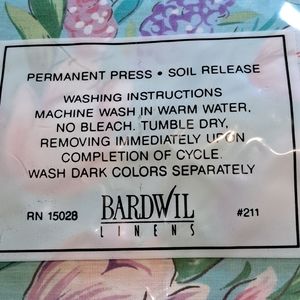 PERMANENT PRESS • SOIL RELEASE
WASHING INSTRUCTIONS
MACHINE WASH IN WARM WATER,
NO BLEACH. TUMBLE DRY,
REMOVING IMMEDIATELY UPON
COMPLETION OF CYCLE.
WASH DARK COLORS SEPARATELY
RN 15028 BARDWIL #211
LINENS